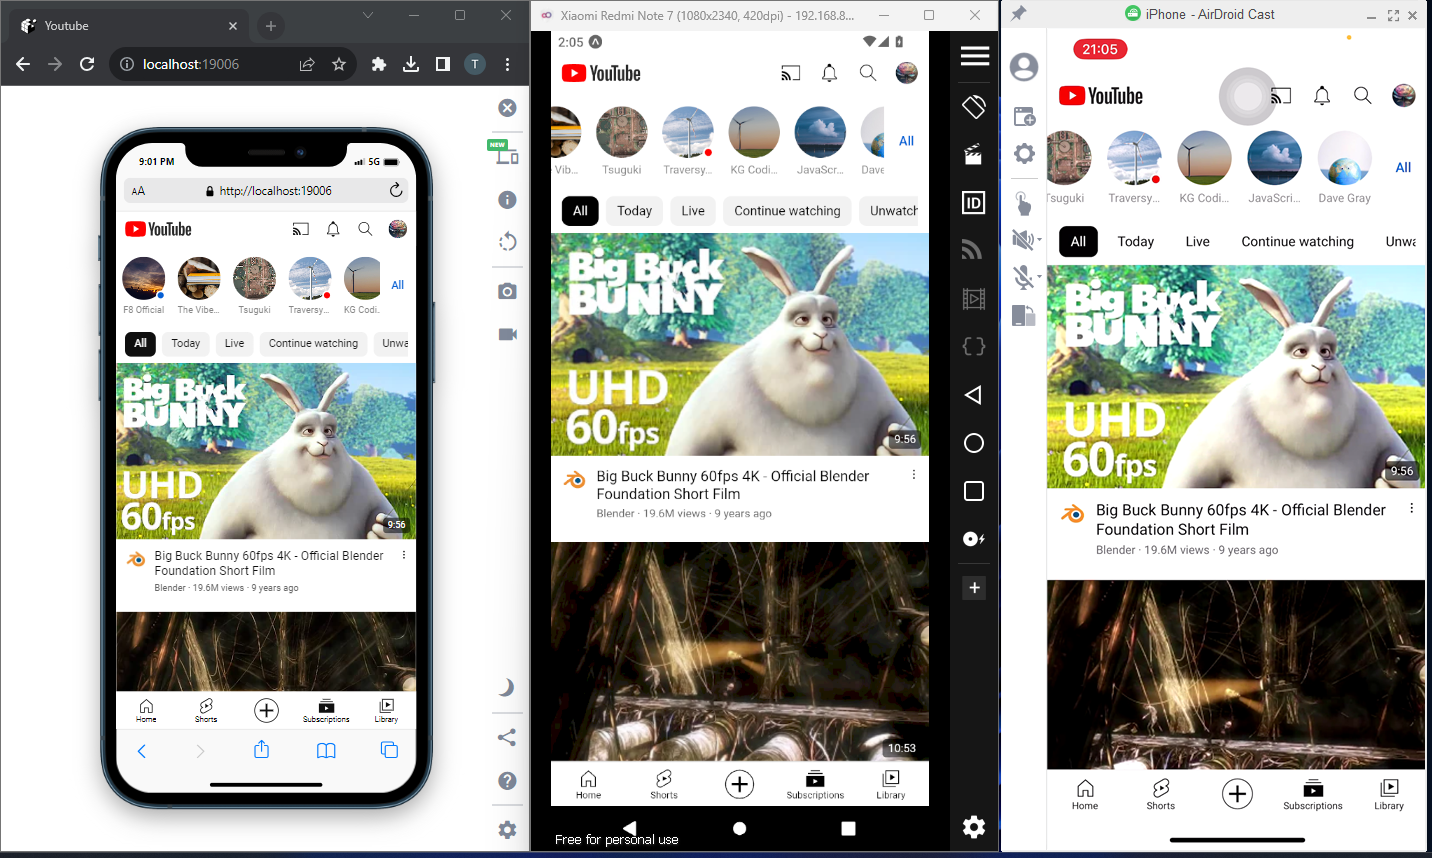 Youtube
localhost:19006
T
NEW
9:01 PM
5G
AA
http://localhost:19006
YouTube
F8 Official
The Vibe...
Tsuguki
Traversy...
KG Codi..
All
All
Today
Live
Continue watching
Unwa
Big Buck
BUNNY
UHD
60fps
9:56
Big Buck Bunny 60fps 4K - Official Blender
Foundation Short Film
Blender · 19.6M views · 9 years ago
Home
Shorts
Subscriptions
Library
Xiaomi Redmi Note 7 (1080x2340, 420dpi) - 192.168.8...
2:05
YouTube
Vib...
Tsuguki
Traversy...
KG Codi...
JavaScr...
Dave
All
All
Today
Live
Continue watching
Unwatch
Big Buck
BUNNY
UHD
60fps
9:56
Big Buck Bunny 60fps 4K - Official Blender
Foundation Short Film
Blender · 19.6M views · 9 years ago
10:53
Home
Shorts
Subscriptions
Library
Free for personal use
ID
iPhone - AirDroid Cast
21:05
YouTube
suguki
Traversy...
KG Codi...
JavaScri...
Dave Gray
All
All
Today
Live
Continue watching
Unwa
Big Buck
BUNNY
UHD
60fps
9:56
Big Buck Bunny 60fps 4K - Official Blender
Foundation Short Film
Blender · 19.6M views · 9 years ago
Home
Shorts
Subscriptions
Library